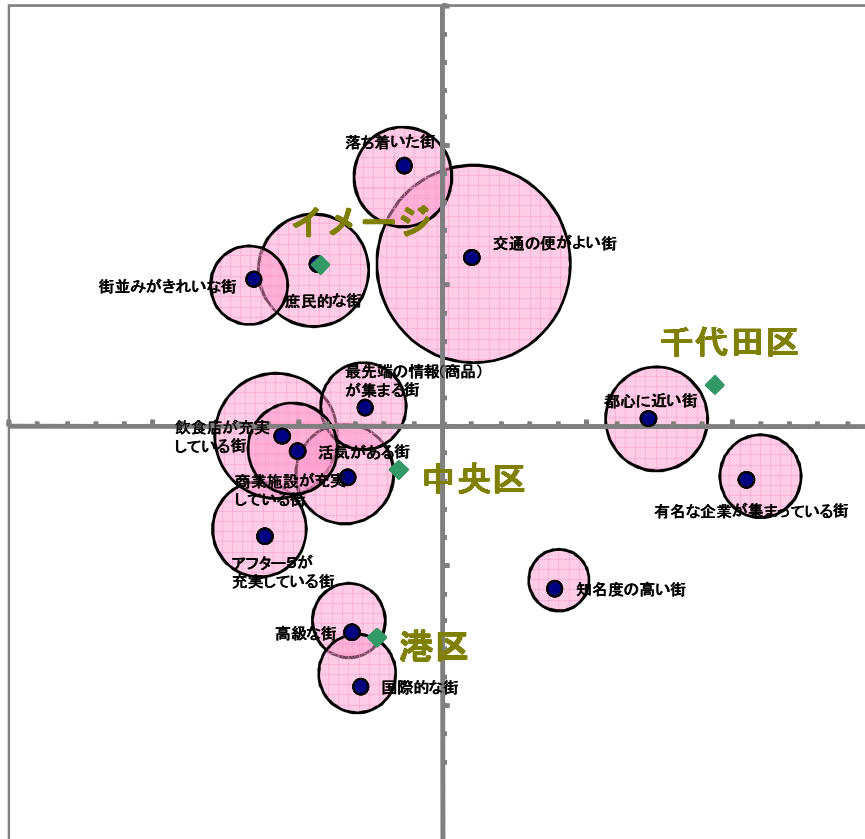 落ち着いた街
イメージ
交通の便がよい街
街並みがきれいな街
庶民的な街
千代田区
最先端の情報(商品)
が集まる街
都心に近い街
飲食店が充実
している街
活気がある街
商業施設が充実
している街
中央区
有名な企業が集まっている街
アフター5が
充実している街
知名度の高い街
高級な街
港区
国際的な街